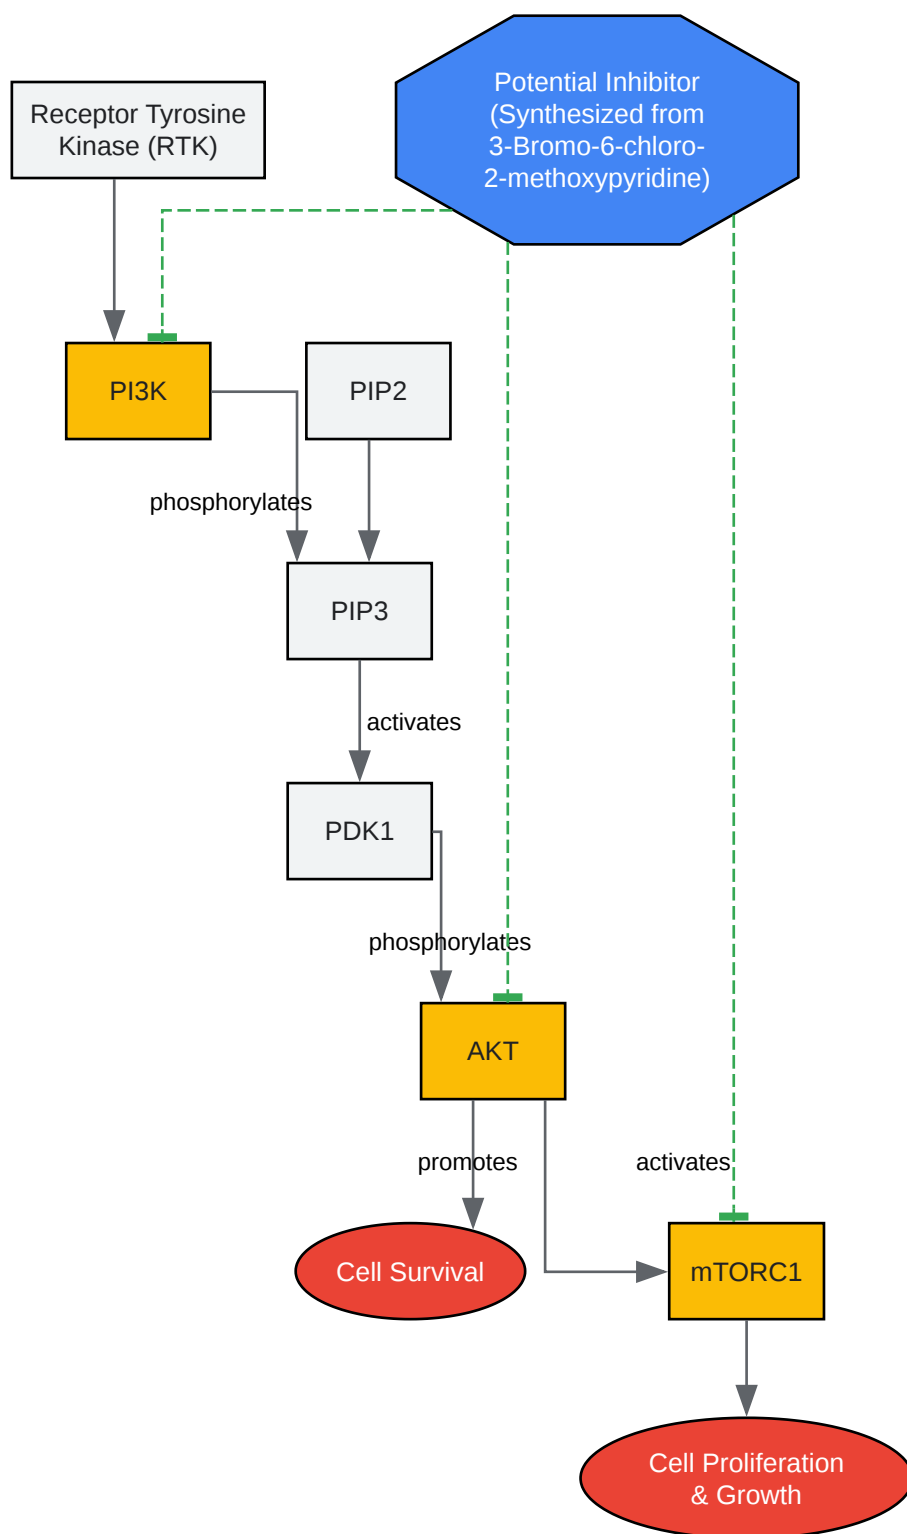 Potential Inhibitor
(Synthesized from
3-Bromo-6-chloro-
2-methoxypyridine)
Receptor Tyrosine
Kinase (RTK)
PI3K
PIP2
phosphorylates
PIP3
activates
PDK1
phosphorylates
AKT
promotes
activates
Cell Survival
mTORC1
Cell Proliferation
& Growth